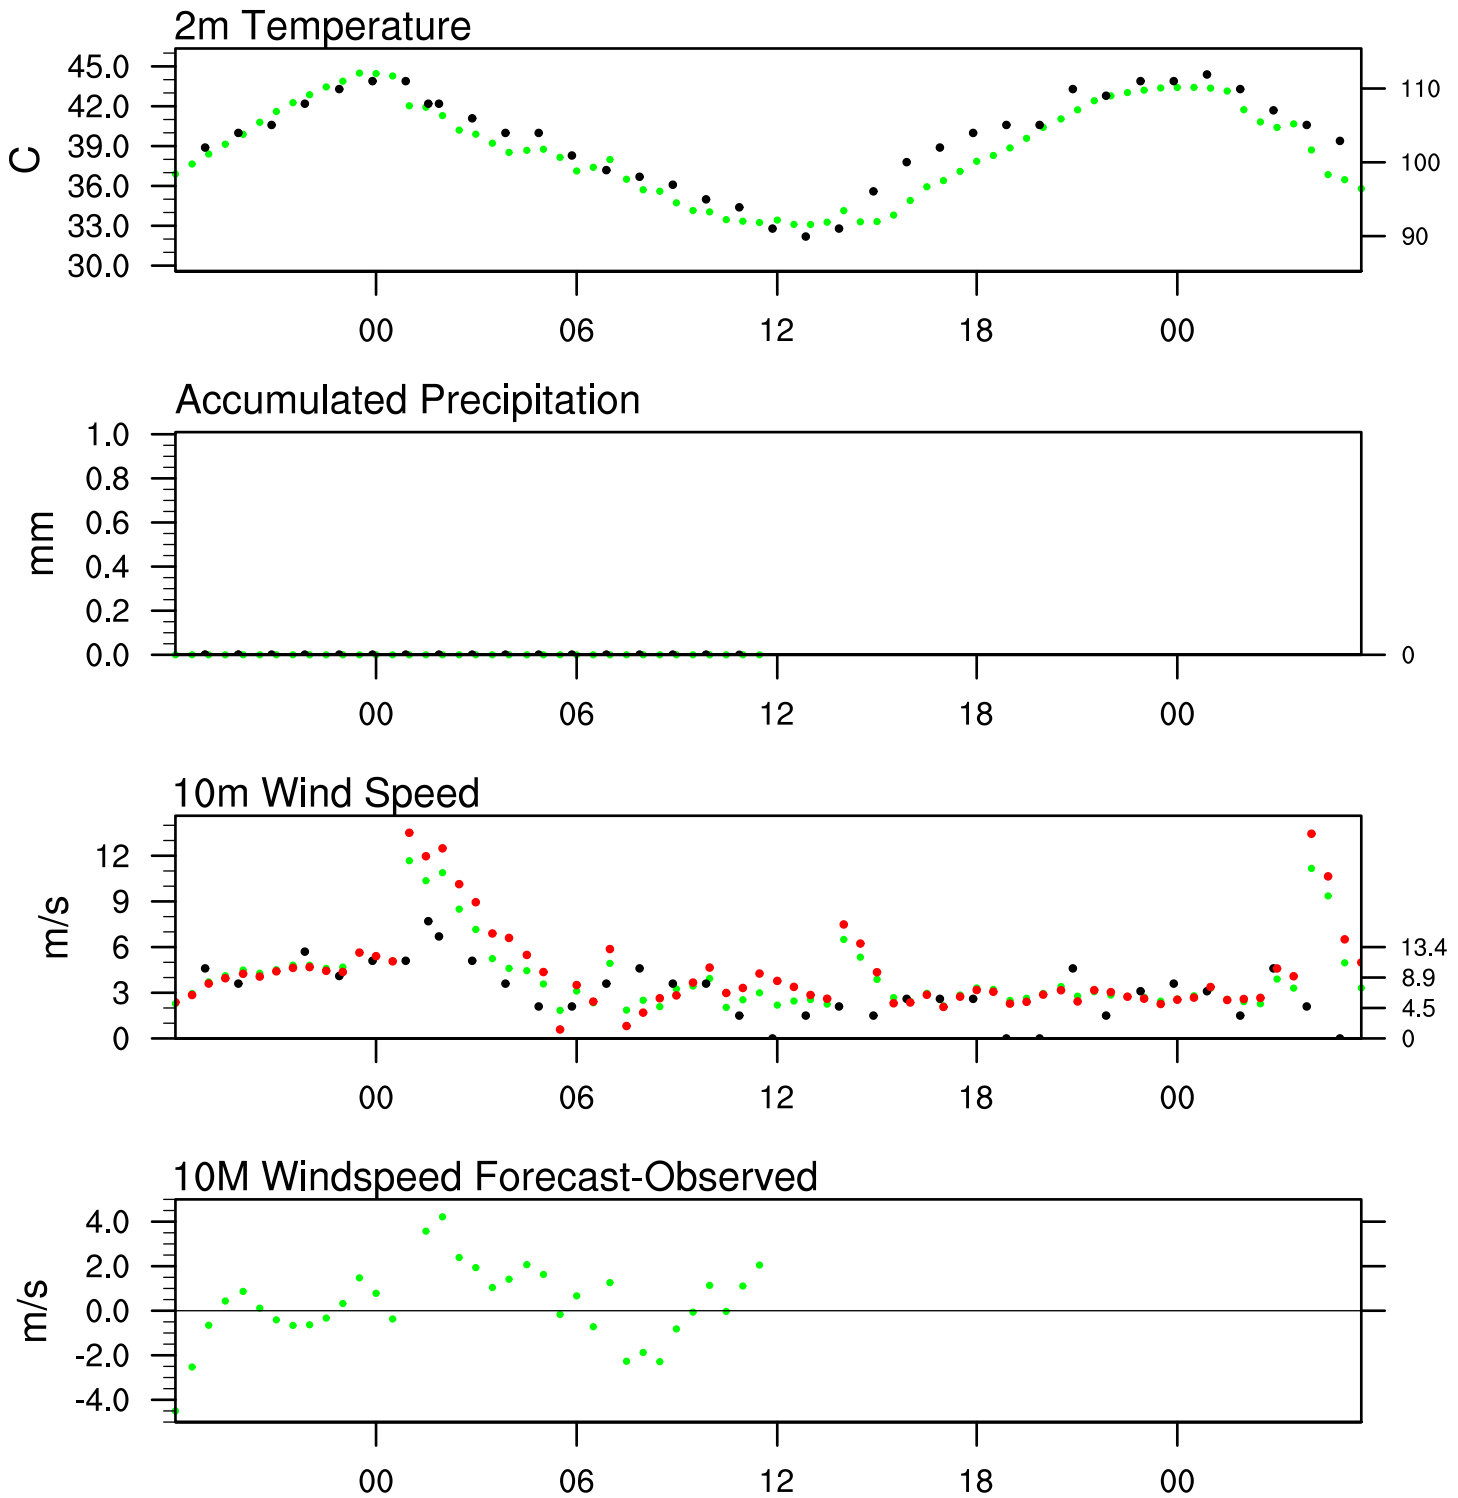 2m Temperature
C
45.0
42.0
39.0
36.0
33.0
30.0
110
100
90
00 06 12 18 00
Accumulated Precipitation
mm
1.0
0.8
0.6
0.4
0.2
0.0
0
00 06 12 18 00
10m Wind Speed
m/s
12
9
6
3
0
13.4
8.9
4.5
0
00 06 12 18 00
10M Windspeed Forecast-Observed
m/s
4.0
2.0
0.0
-2.0
-4.0
00 06 12 18 00